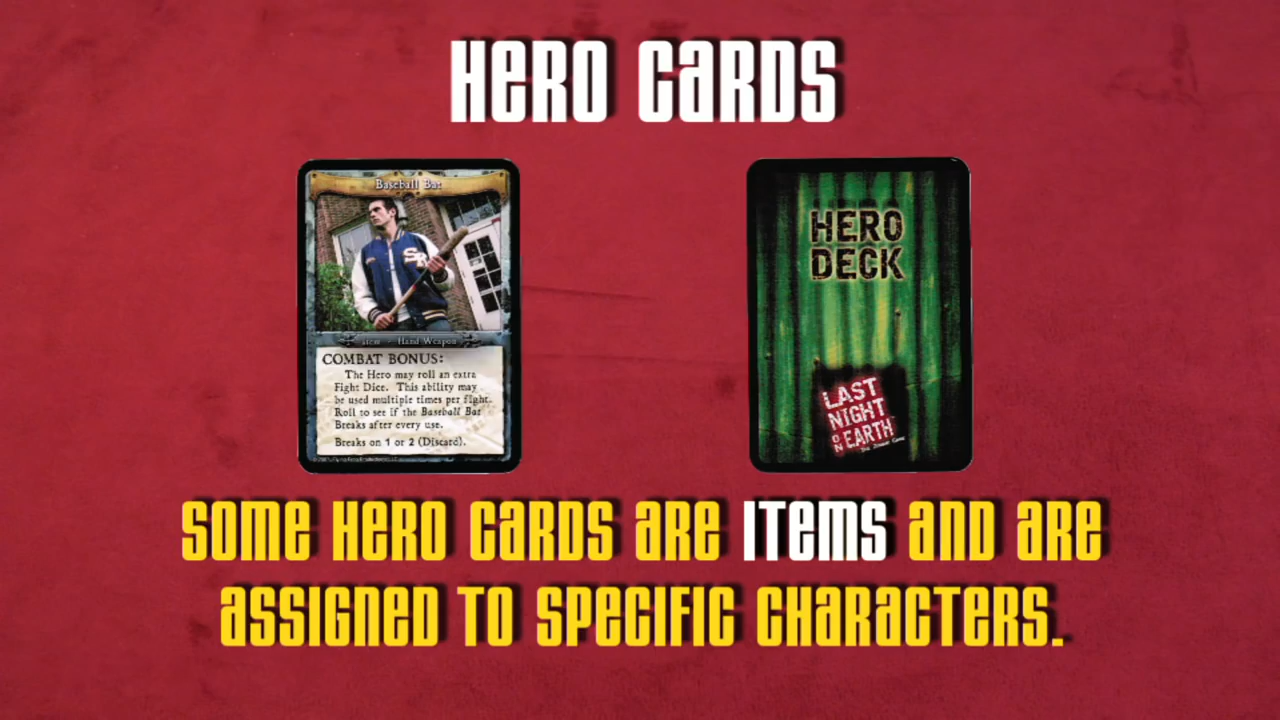 HERO CARDS
Baseball Bat
Item - Hand Weapon
COMBAT BONUS:
The Hero may roll an extra
Fight Dice. This ability may
be used multiple times per fight.
Roll to see if the Baseball Bat
Breaks after every use.
Breaks on 1 or 2 (Discard).
HERO
DECK
LAST
NIGHT
ON EARTH
The Zombie Game
SOME HERO CARDS ARE ITEMS AND ARE
ASSIGNED TO SPECIFIC CHARACTERS.